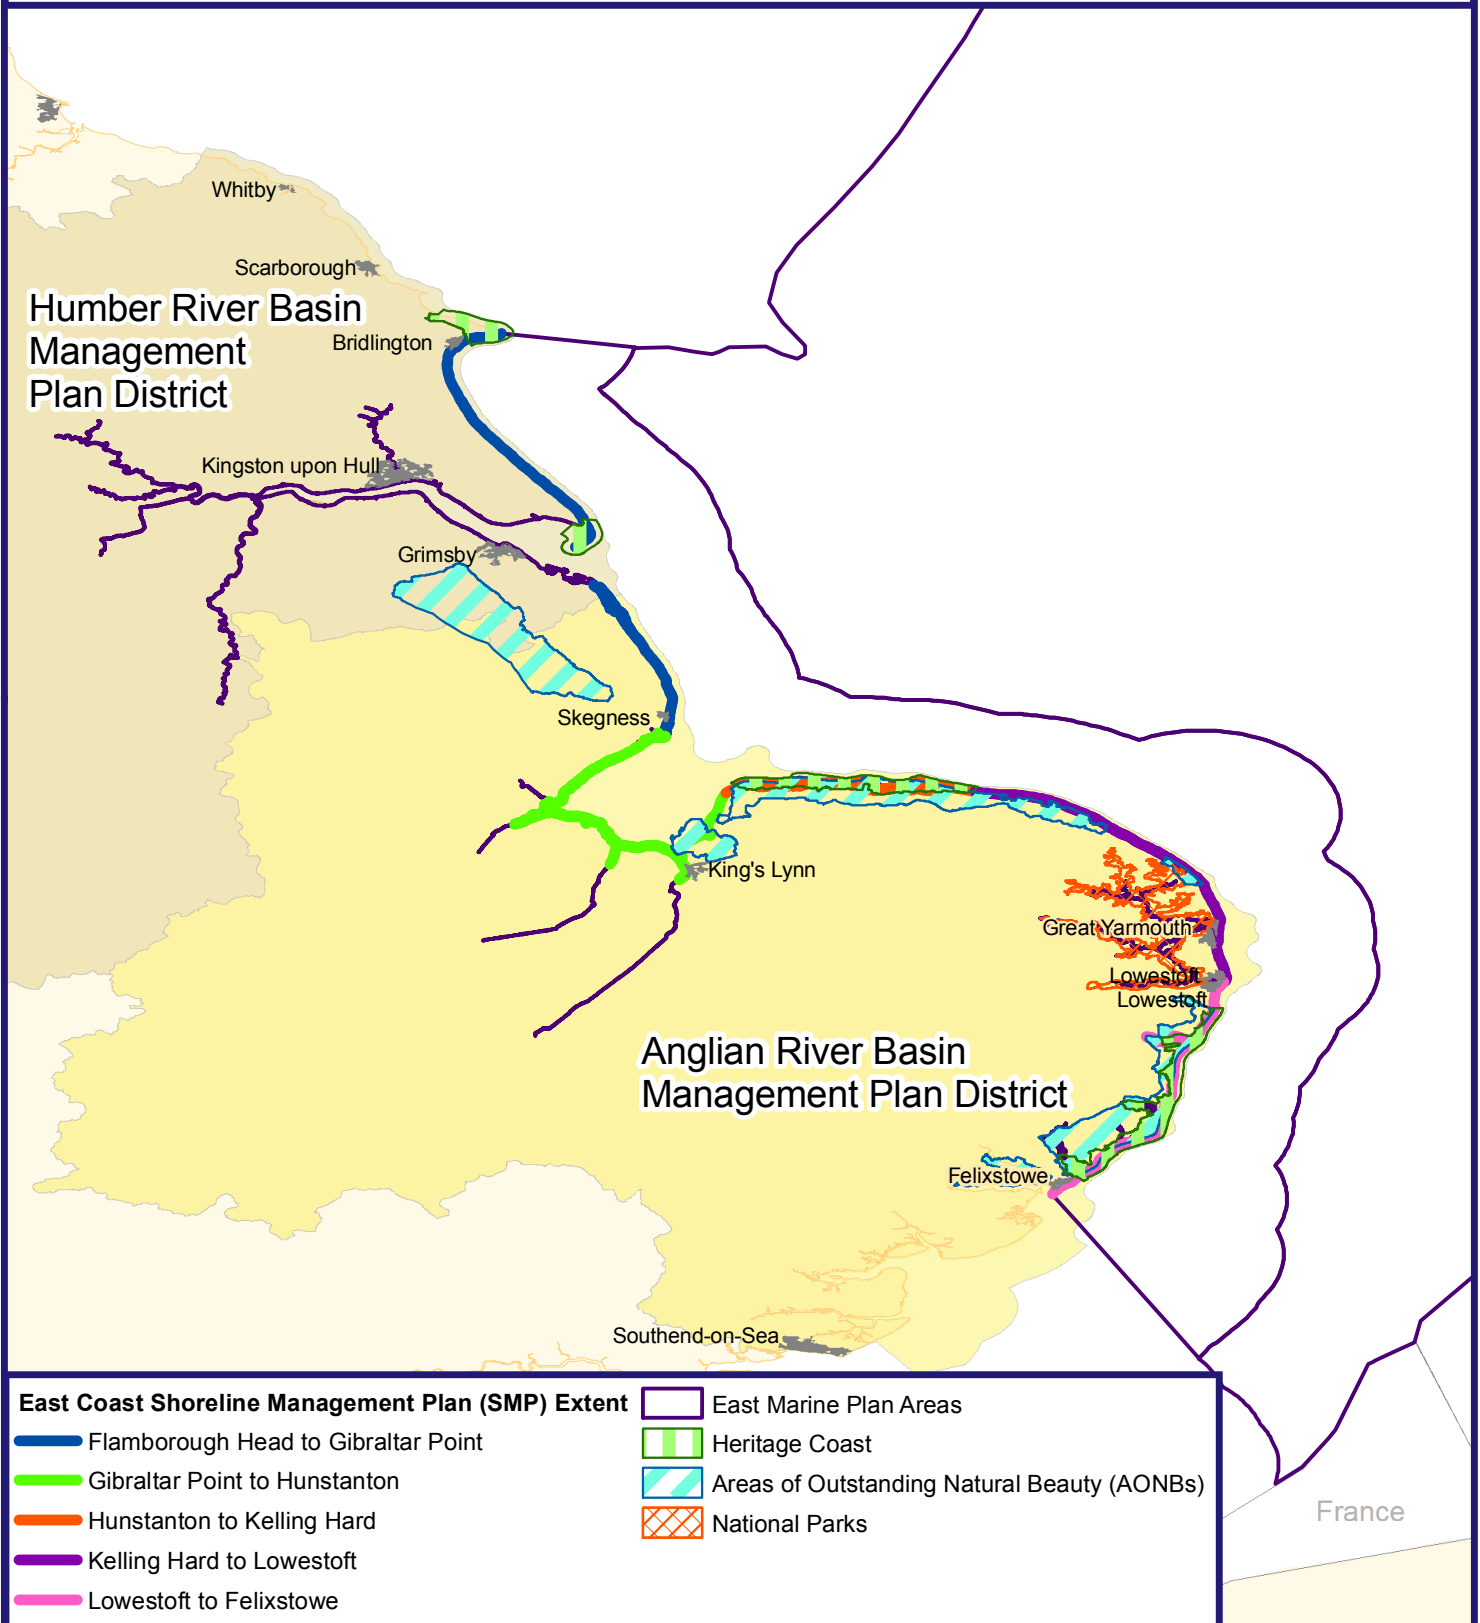 Whitby
Scarborough
Humber River Basin
Management
Plan District
Bridlington
Kingston upon Hull
Grimsby
Skegness
King's Lynn
Great Yarmouth
Lowestoft
Lowestoft
Anglian River Basin
Management Plan District
Felixstowe
Southend-on-Sea
East Coast Shoreline Management Plan (SMP) Extent
Flamborough Head to Gibraltar Point
Gibraltar Point to Hunstanton
Hunstanton to Kelling Hard
Kelling Hard to Lowestoft
Lowestoft to Felixstowe
East Marine Plan Areas
Heritage Coast
Areas of Outstanding Natural Beauty (AONBs)
National Parks
France